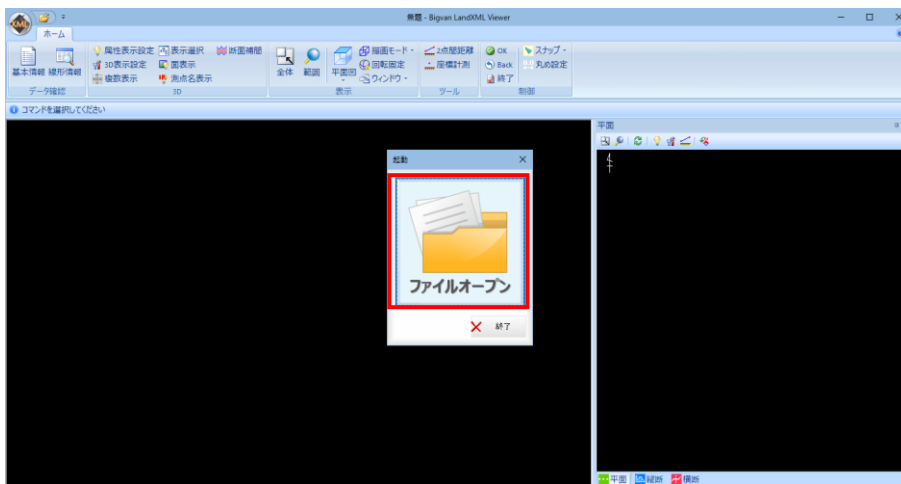 XML
無題 - Bigvan LandXML Viewer
ホーム
基本情報 線形情報
データ確認
属性表示設定 表示選択 断面補間
3D表示設定 面表示
複数表示 測点名表示
3D
全体 範囲 平面図
描画モード
回転固定
ウィンドウ
表示
2点間距離
座標計測
ツール
OK スナップ
Back 丸め設定
終了
制御
コマンドを選択してください
平面
起動
ファイルオープン
終了
平面 縦断 横断